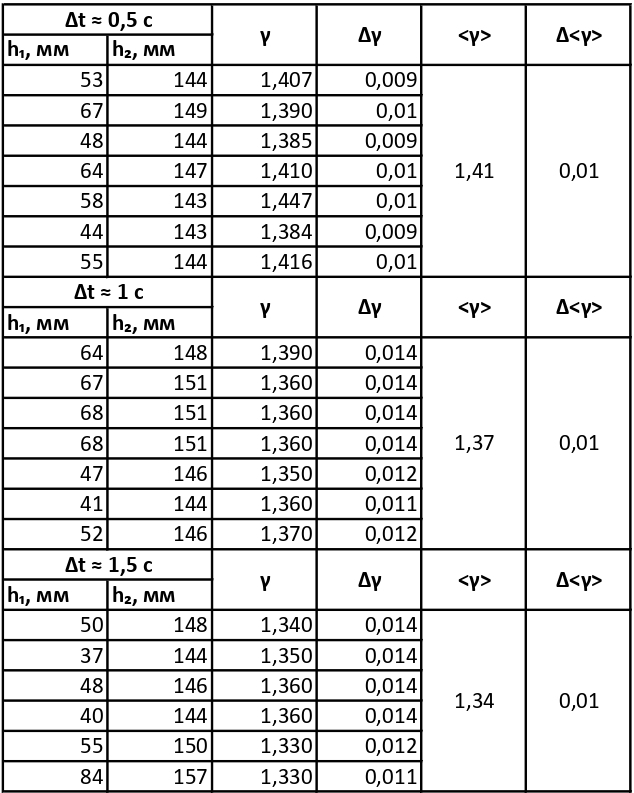 Δt ≈ 0,5 с γ Δγ <γ> Δ<γ>
h₁, мм h₂, мм
53 144 1,407 0,009
67 149 1,390 0,01
48 144 1,385 0,009
64 147 1,410 0,01 1,41 0,01
58 143 1,447 0,01
44 143 1,384 0,009
55 144 1,416 0,01
Δt ≈ 1 с γ Δγ <γ> Δ<γ>
h₁, мм h₂, мм
64 148 1,390 0,014
67 151 1,360 0,014
68 151 1,360 0,014
68 151 1,360 0,014 1,37 0,01
47 146 1,350 0,012
41 144 1,360 0,011
52 146 1,370 0,012
Δt ≈ 1,5 с γ Δγ <γ> Δ<γ>
h₁, мм h₂, мм
50 148 1,340 0,014
37 144 1,350 0,014
48 146 1,360 0,014
40 144 1,360 0,014 1,34 0,01
55 150 1,330 0,012
84 157 1,330 0,011